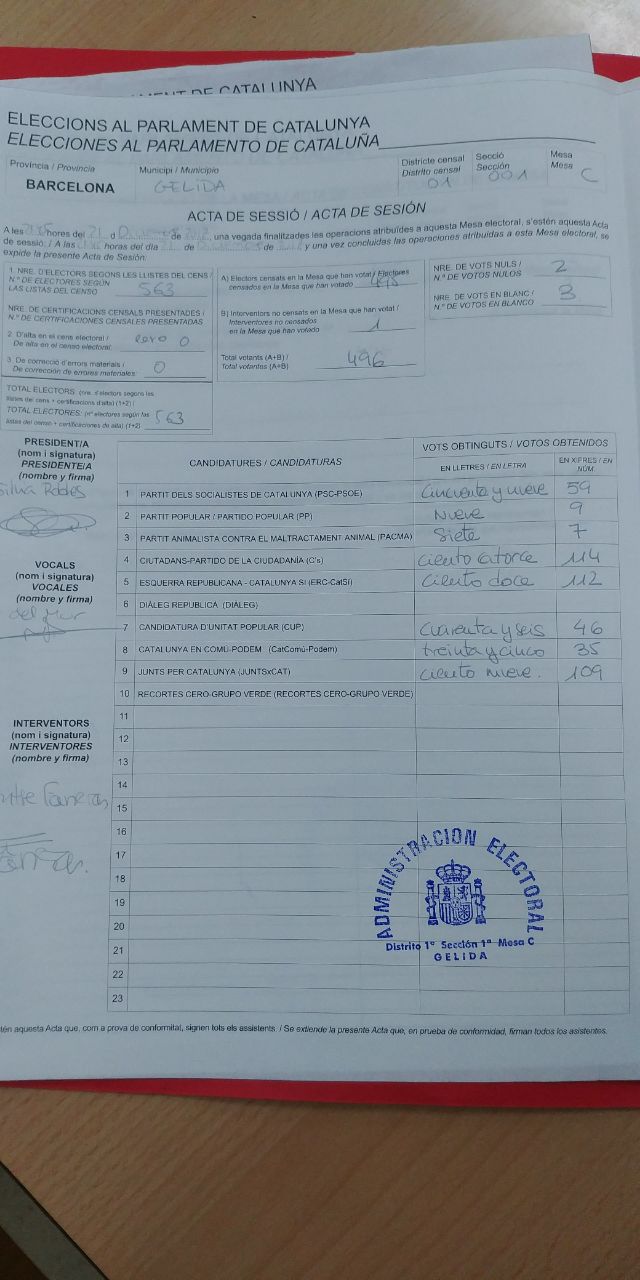 MENT DE CATALUNYA
ELECCIONS AL PARLAMENT DE CATALUNYA
ELECCIONES AL PARLAMENTO DE CATALUÑA
Província / Provincia
BARCELONA
Municipi / Municipio
GELIDA
Districte censal
Distrito censal
01
Secció
Sección
001
Mesa
Mesa
C
ACTA DE SESSIÓ / ACTA DE SESIÓN
A les hores del 21 d de, una vegada finalitzades les operacions atribuïdes a aquesta Mesa electoral, s'estén aquesta Acta
de sessió: / A las horas del día de de y una vez concluidas las operaciones atribuidas a esta Mesa electoral, se
expide la presente Acta de Sesión:
1. NRE. D'ELECTORS SEGONS LES LLISTES DEL CENS /
N.º DE ELECTORES SEGÚN
LAS LISTAS DEL CENSO 563
NRE. DE CERTIFICACIONS CENSALS PRESENTADES /
N.º DE CERTIFICACIONES CENSALES PRESENTADAS
2. D'alta en el cens electoral /
De alta en el censo electoral: cero 0
3. De correcció d'errors materials /
De corrección de errores materiales: 0
TOTAL ELECTORS: (nre. d'electors segons les
llistes del cens + certificacions d'alta) (1+2) /
TOTAL ELECTORES: (nº electores según las
listas del censo + certificaciones de alta) (1+2) 563
A) Electors censats en la Mesa que han votat / Electores
censados en la Mesa que han votado 495
B) Interventors no censats en la Mesa que han votat /
Interventores no censados
en la Mesa que han votado 1
Total votants (A+B) /
Total votantes (A+B) 496
NRE. DE VOTS NULS /
N.º DE VOTOS NULOS 2
NRE. DE VOTS EN BLANC /
N.º DE VOTOS EN BLANCO 3
PRESIDENT/A
(nom i signatura)
PRESIDENTE/A
(nombre y firma)
VOCALS
(nom i signatura)
VOCALES
(nombre y firma)
del Mar
INTERVENTORS
(nom i signatura)
INTERVENTORES
(nombre y firma)
CANDIDATURES / CANDIDATURAS
VOTS OBTINGUTS / VOTOS OBTENIDOS
EN LLETRES / EN LETRA
EN XIFRES / EN NÚM.
1 PARTIT DELS SOCIALISTES DE CATALUNYA (PSC-PSOE) Cincuenta y nueve 59
2 PARTIT POPULAR / PARTIDO POPULAR (PP) Nueve 9
3 PARTIT ANIMALISTA CONTRA EL MALTRACTAMENT ANIMAL (PACMA) Siete 7
4 CIUTADANS-PARTIDO DE LA CIUDADANÍA (C's) ciento catorce 114
5 ESQUERRA REPUBLICANA - CATALUNYA SÍ (ERC-CatSÍ) ciento doce 112
6 DIÀLEG REPUBLICÀ (DIÀLEG)
7 CANDIDATURA D'UNITAT POPULAR (CUP) Cuarenta y seis 46
8 CATALUNYA EN COMÚ-PODEM (CatComú-Podem) treinta y cinco 35
9 JUNTS PER CATALUNYA (JUNTSxCAT) ciento nueve. 109
10 RECORTES CERO-GRUPO VERDE (RECORTES CERO-GRUPO VERDE)
11
12
13
14
15
16
17
18
19
20
21
22
23
ADMINISTRACION ELECTORAL
Distrito 1º Sección 1ª Mesa C
GELIDA
tén aquesta Acta que, com a prova de conformitat, signen tots els assistents. / Se extiende la presente Acta que, en prueba de conformidad, firman todos los asistentes.